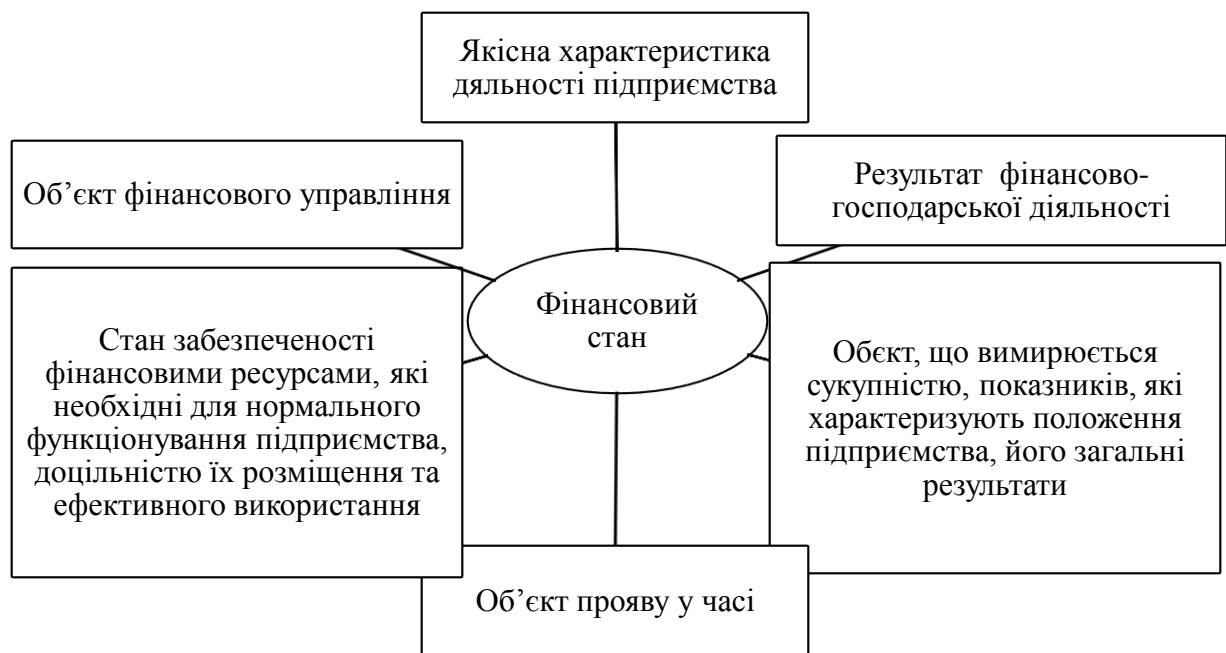 Якісна характеристика
дяльності підприємства
Об’єкт фінансового управління
Результат фінансово-
господарської діяльності
Фінансовий
стан
Стан забезпеченості
фінансовими ресурсами, які
необхідні для нормального
функціонування підприємства,
доцільністю їх розміщення та
ефективного використання
Обєкт, що вимирюється
сукупністю, показників, які
характеризують положення
підприємства, його загальні
результати
Об’єкт прояву у часі